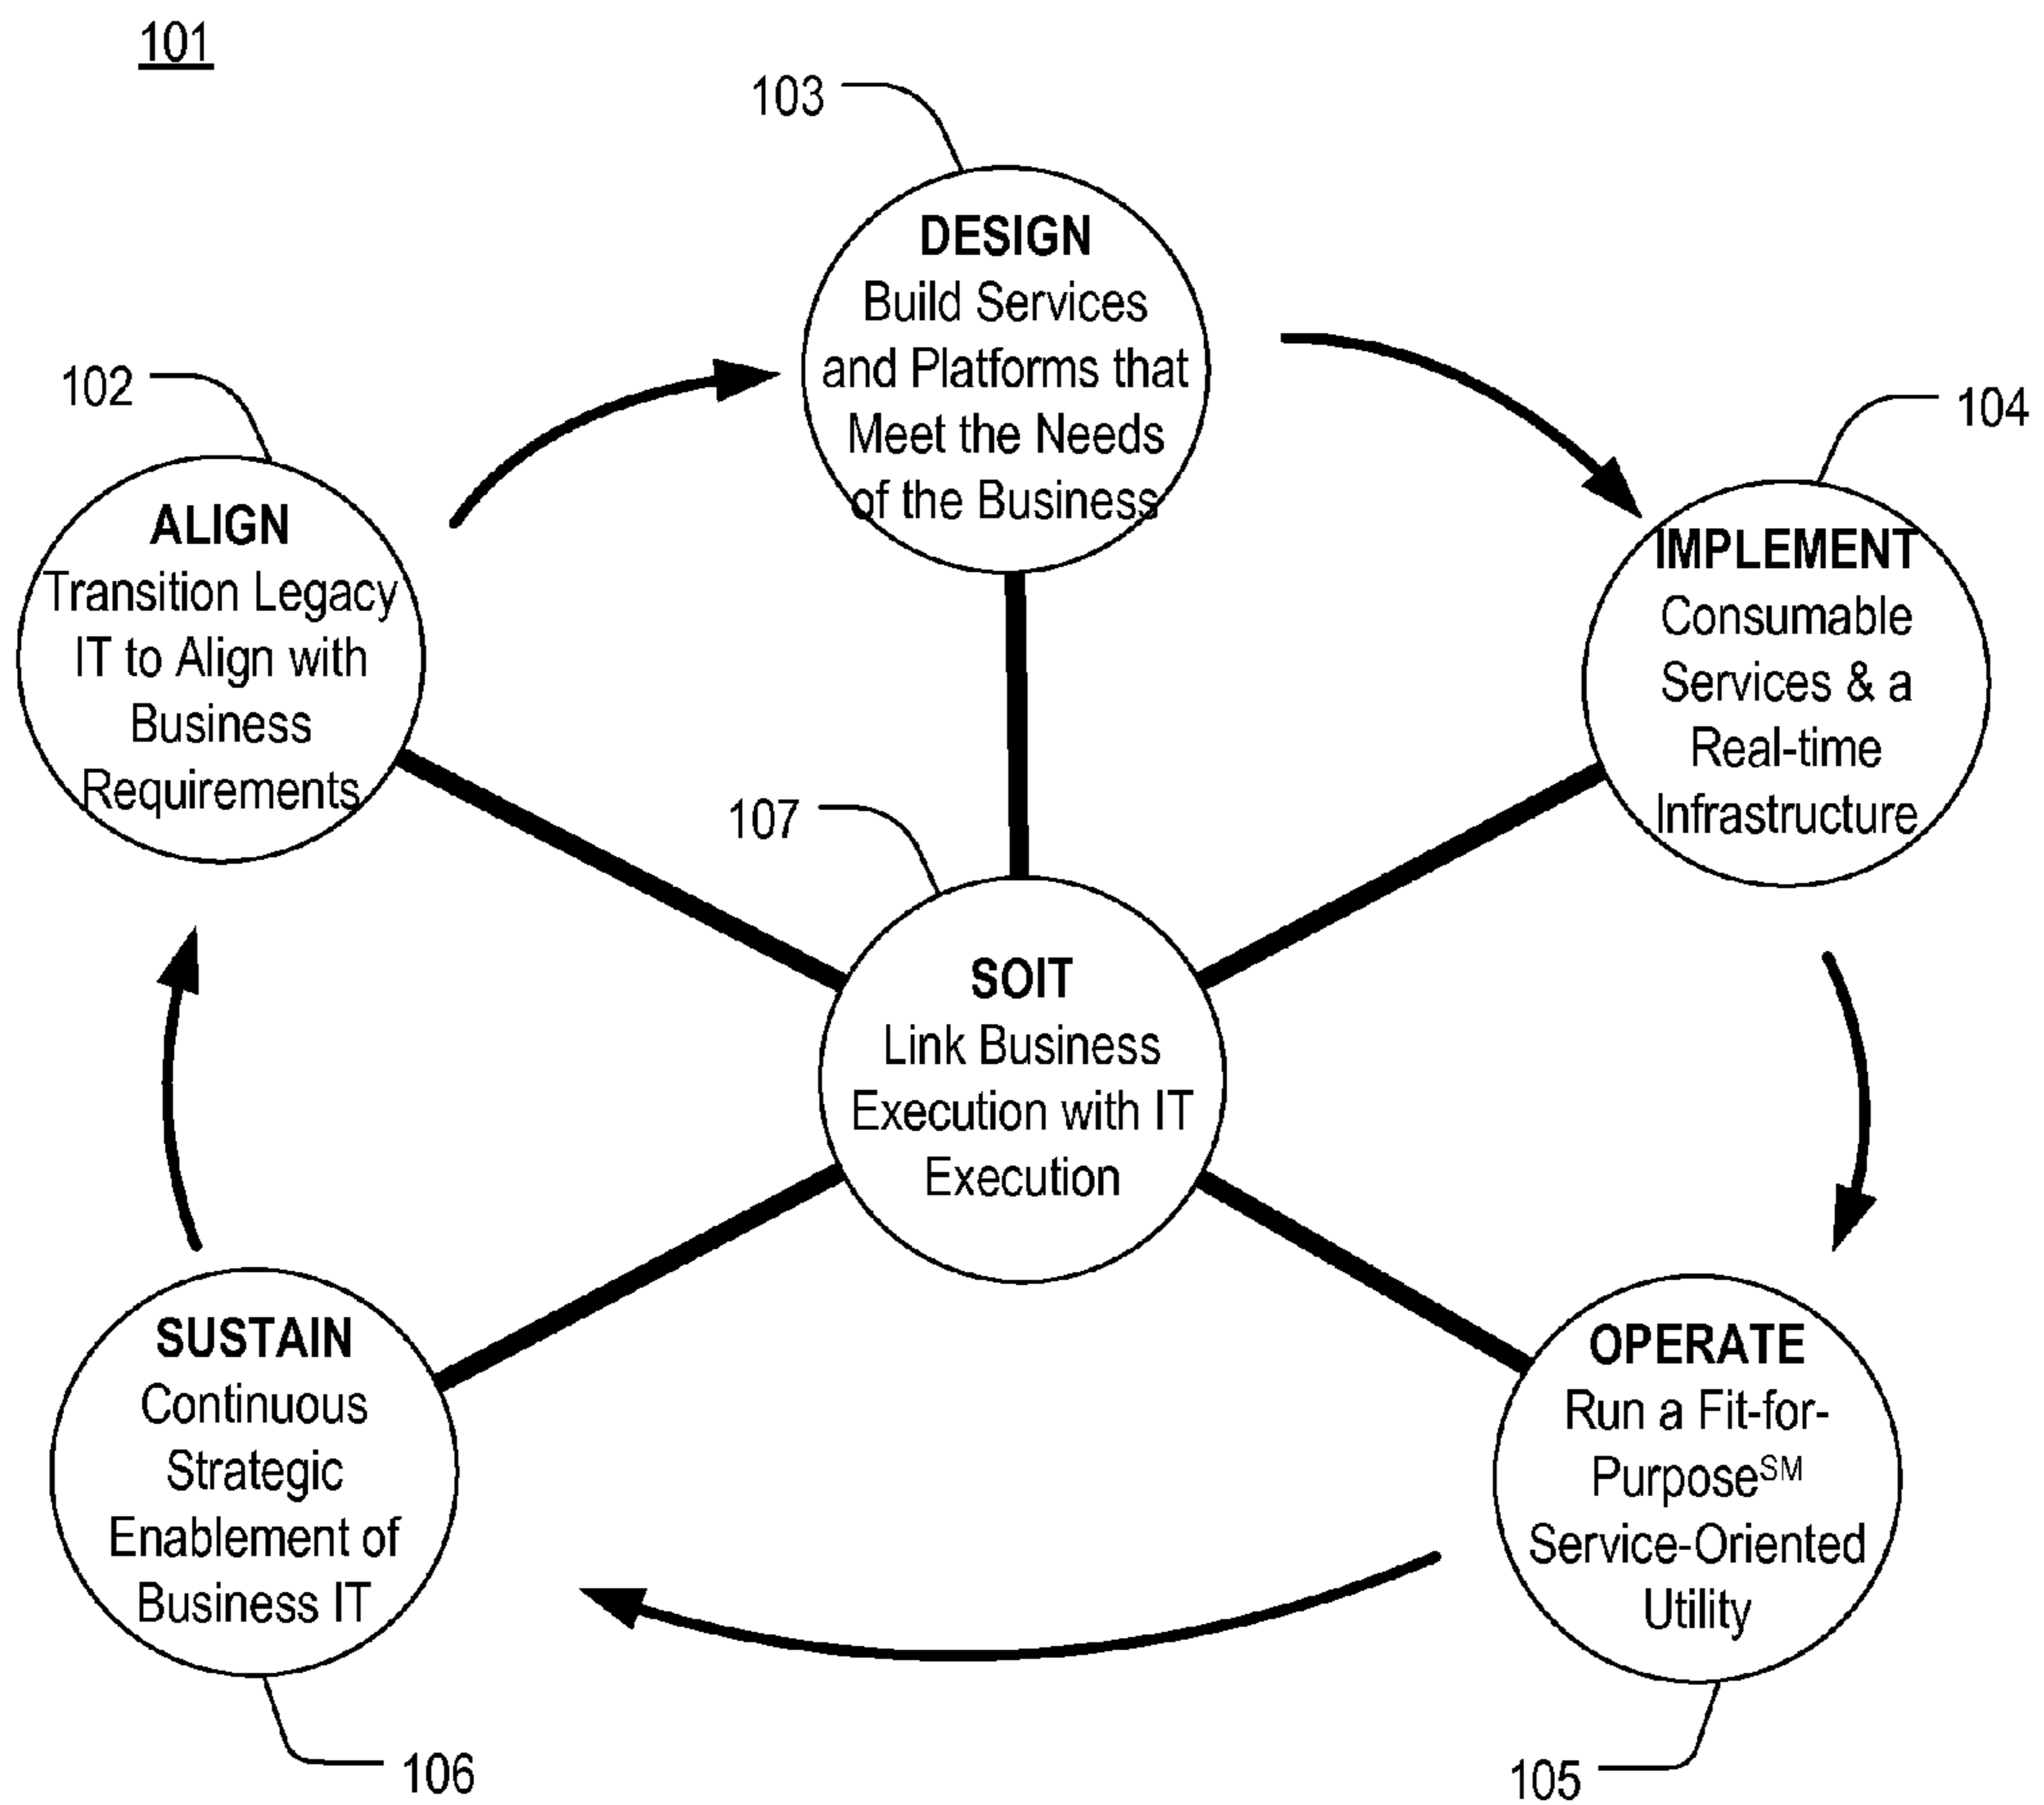 101
103
DESIGN
Build Services
and Platforms that
Meet the Needs
of the Business
102
ALIGN
Transition Legacy
IT to Align with
Business
Requirements
104
IMPLEMENT
Consumable
Services & a
Real-time
Infrastructure
107
SOIT
Link Business
Execution with IT
Execution
SUSTAIN
Continuous
Strategic
Enablement of
Business IT
106
OPERATE
Run a Fit-for-
Purpose℠
Service-Oriented
Utility
105